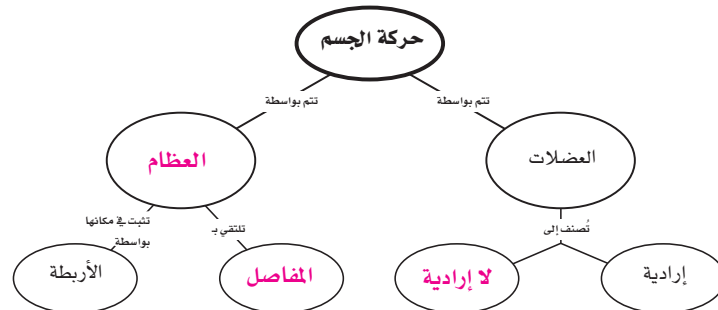 حركة الجسم
تتم بواسطة
تتم بواسطة
العضلات
العظام
تُصنف إلى
تلتقي بـ
تثبت في مكانها
بواسطة
إرادية
لا إرادية
المفاصل
الأربطة